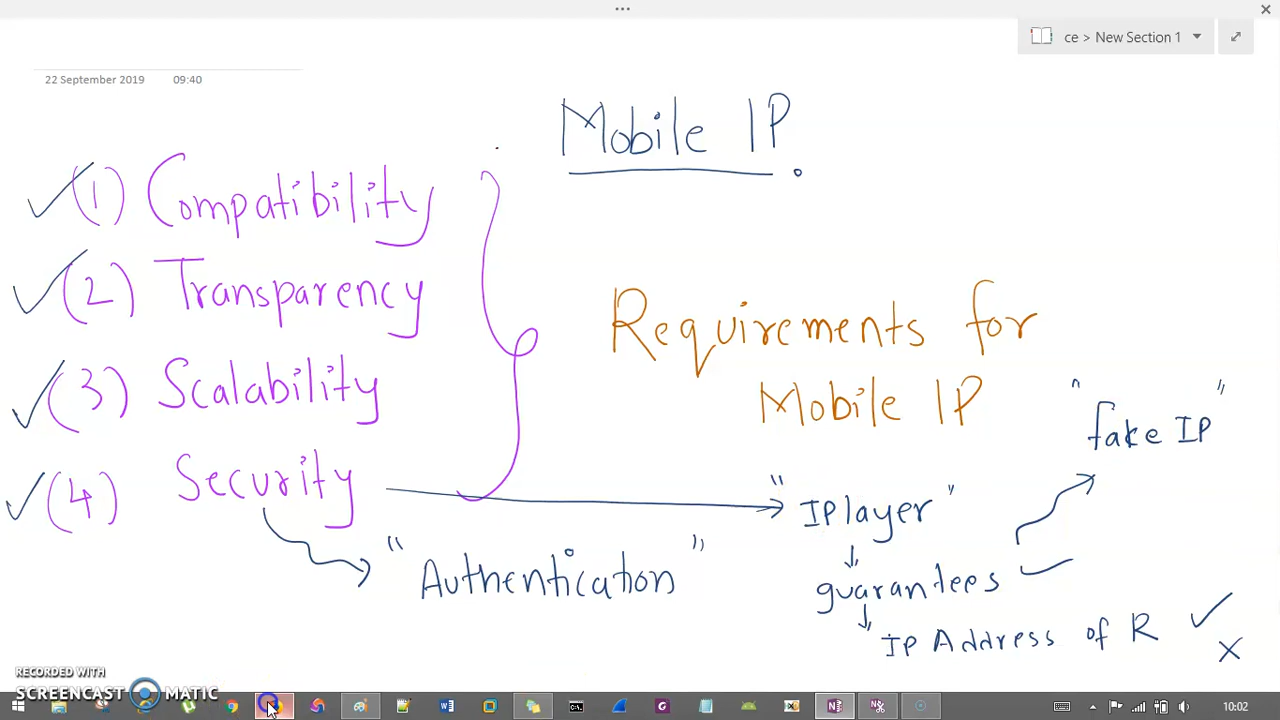 ce > New Section 1
22 September 2019 09:40
Mobile IP.
(1) Compatibility
(2) Transparency
(3) Scalability
(4) Security
Requirements for
Mobile IP
"fake IP"
"IP layer"
"Authentication"
guarantees
"IP Address of R
RECORDED WITH
SCREENCAST MATIC
10:02